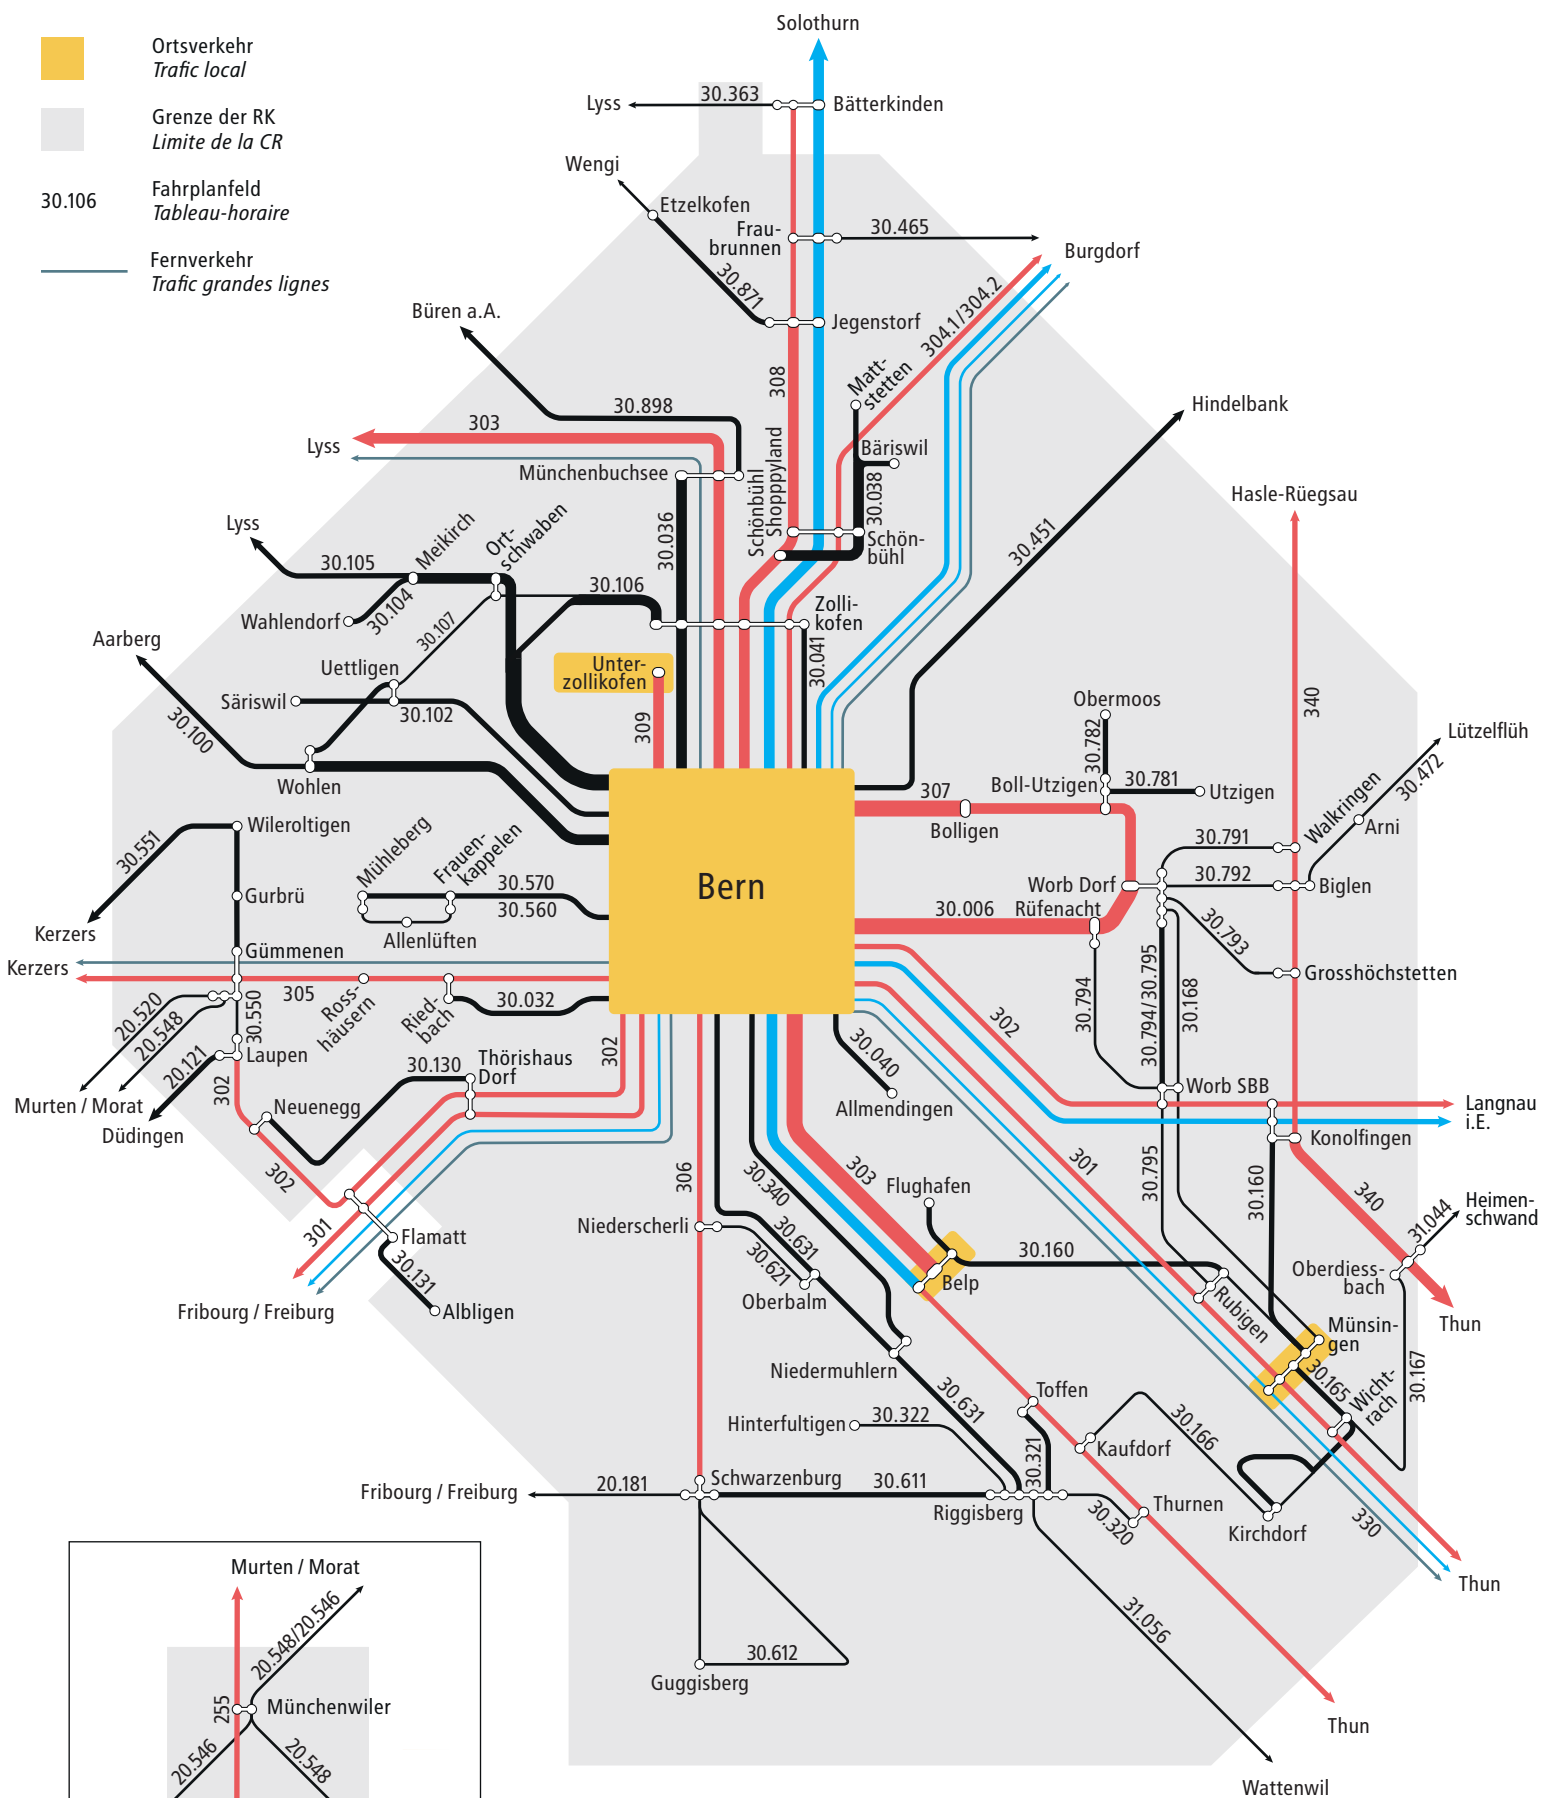 Solothurn
Ortsverkehr
Trafic local
Grenze der RK
Limite de la CR
30.106
Fahrplanfeld
Tableau-horaire
Fernverkehr
Trafic grandes lignes
Lyss
30.363
Bätterkinden
Wengi
Etzelkofen
Frau-
brunnen
30.465
Burgdorf
30.871
Jegenstorf
304.1/304.2
Büren a.A.
30.898
308
Matt-
stetten
Hindelbank
303
Lyss
Münchenbuchsee
Schönbühl
Shopppyland
Bäriswil
30.038
Schön-
bühl
Hasle-Rüegsau
Lyss
30.105
Meikirch
Ort-
schwaben
30.036
30.451
30.106
Wahlendorf
30.104
30.107
Zolli-
kofen
30.041
Aarberg
Uettligen
Unter-
zollikofen
Säriswil
30.102
30.100
309
Wohlen
Obermoos
30.782
340
Lützelflüh
Boll-Utzigen
30.781
Utzigen
30.472
307
Bolligen
Walkringen
Arni
Wileroltigen
30.551
Mühleberg
Frauen-
kappelen
30.791
Bern
30.570
30.560
Gurbrü
Allenlüften
Worb Dorf
30.792
Biglen
30.006
Rüfenacht
30.793
Kerzers
Gümmenen
Kerzers
305
Ross-
häusern
Ried-
bach
30.032
Grosshöchstetten
30.794
30.794/30.795
30.168
302
20.520
20.548
30.550
20.121
Laupen
302
30.130
Thörishaus
Dorf
302
30.040
Allmendingen
Worb SBB
Murten / Morat
Düdingen
Neuenegg
Langnau
i.E.
Konolfingen
302
306
30.340
303
301
30.795
30.160
340
Flughafen
Heimen-
schwand
31.044
301
Flamatt
30.131
Niederscherli
30.631
30.621
30.160
Oberdiess-
bach
Fribourg / Freiburg
Albligen
Oberbalm
Belp
Rubigen
Münsin-
gen
Thun
Niedermuhlern
30.165
Wicht-
rach
30.167
30.631
Toffen
Hinterfultigen
30.322
30.321
Kaufdorf
30.166
Fribourg / Freiburg
20.181
Schwarzenburg
30.611
Riggisberg
30.320
Thurnen
Kirchdorf
330
Thun
Murten / Morat
20.548/20.546
31.056
30.612
Guggisberg
255
Münchenwiler
20.546
20.548
Thun
Wattenwil